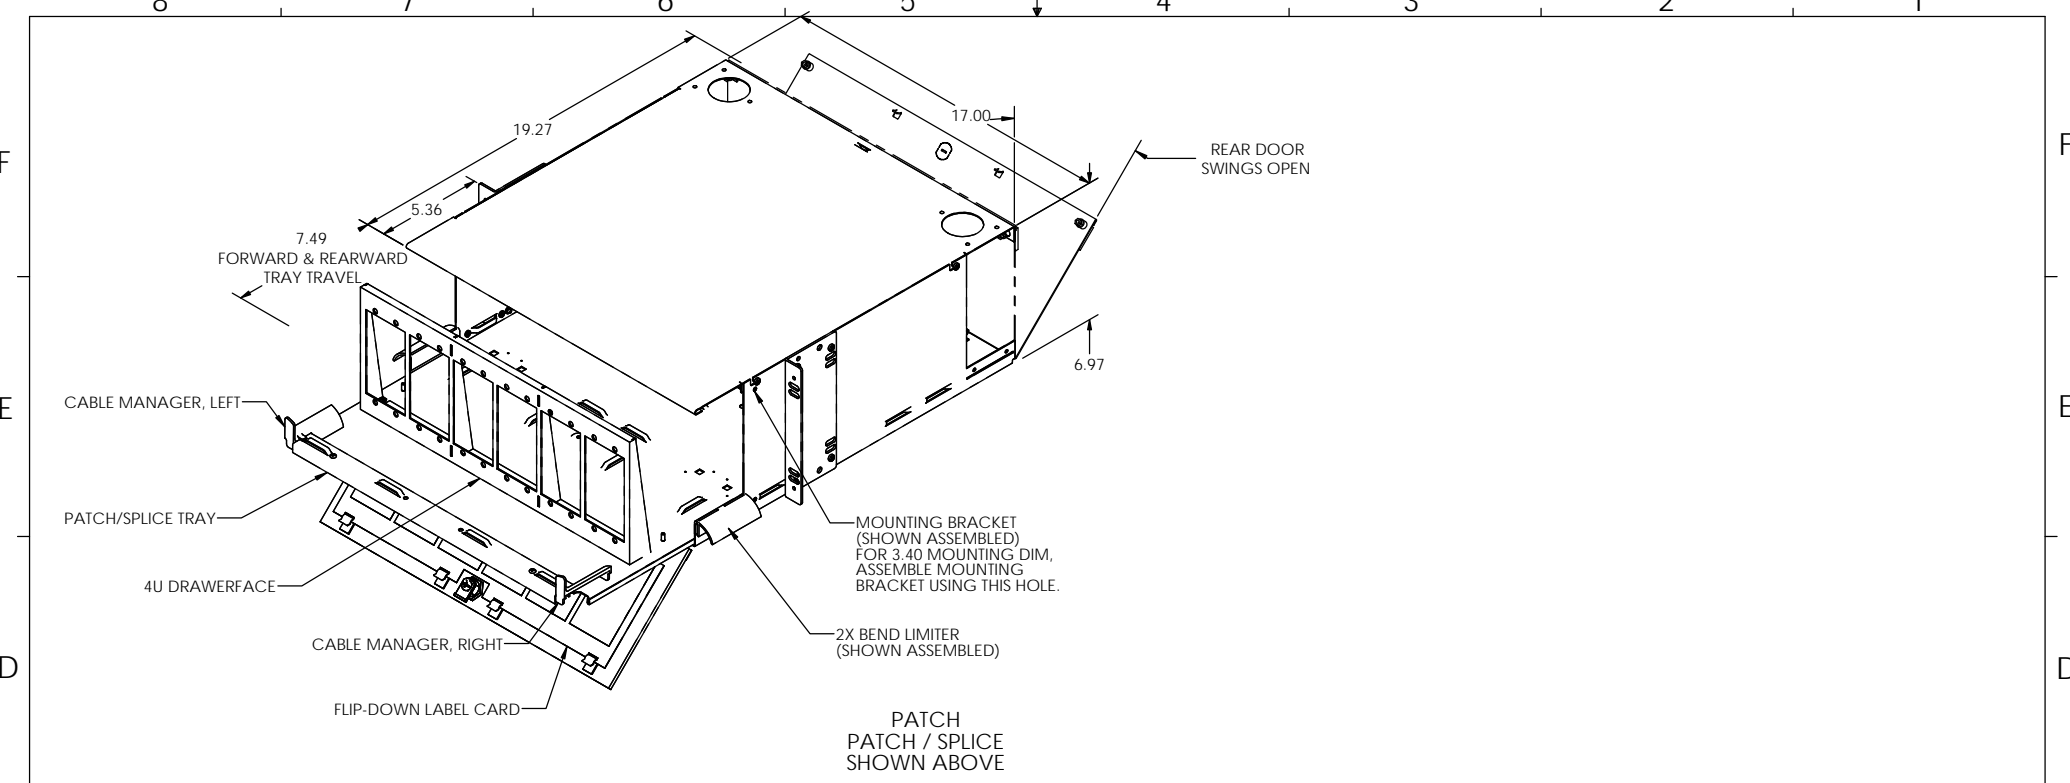 8 7 6 5 4 3 2 1
17.00
19.27
F
REAR DOOR
SWINGS OPEN
F
5.36
7.49
FORWARD & REARWARD
TRAY TRAVEL
6.97
E
CABLE MANAGER, LEFT
E
PATCH/SPLICE TRAY
MOUNTING BRACKET
(SHOWN ASSEMBLED)
FOR 3.40 MOUNTING DIM,
ASSEMBLE MOUNTING
BRACKET USING THIS HOLE.
4U DRAWERFACE
2X BEND LIMITER
(SHOWN ASSEMBLED)
CABLE MANAGER, RIGHT
D
D
FLIP-DOWN LABEL CARD
PATCH
PATCH / SPLICE
SHOWN ABOVE